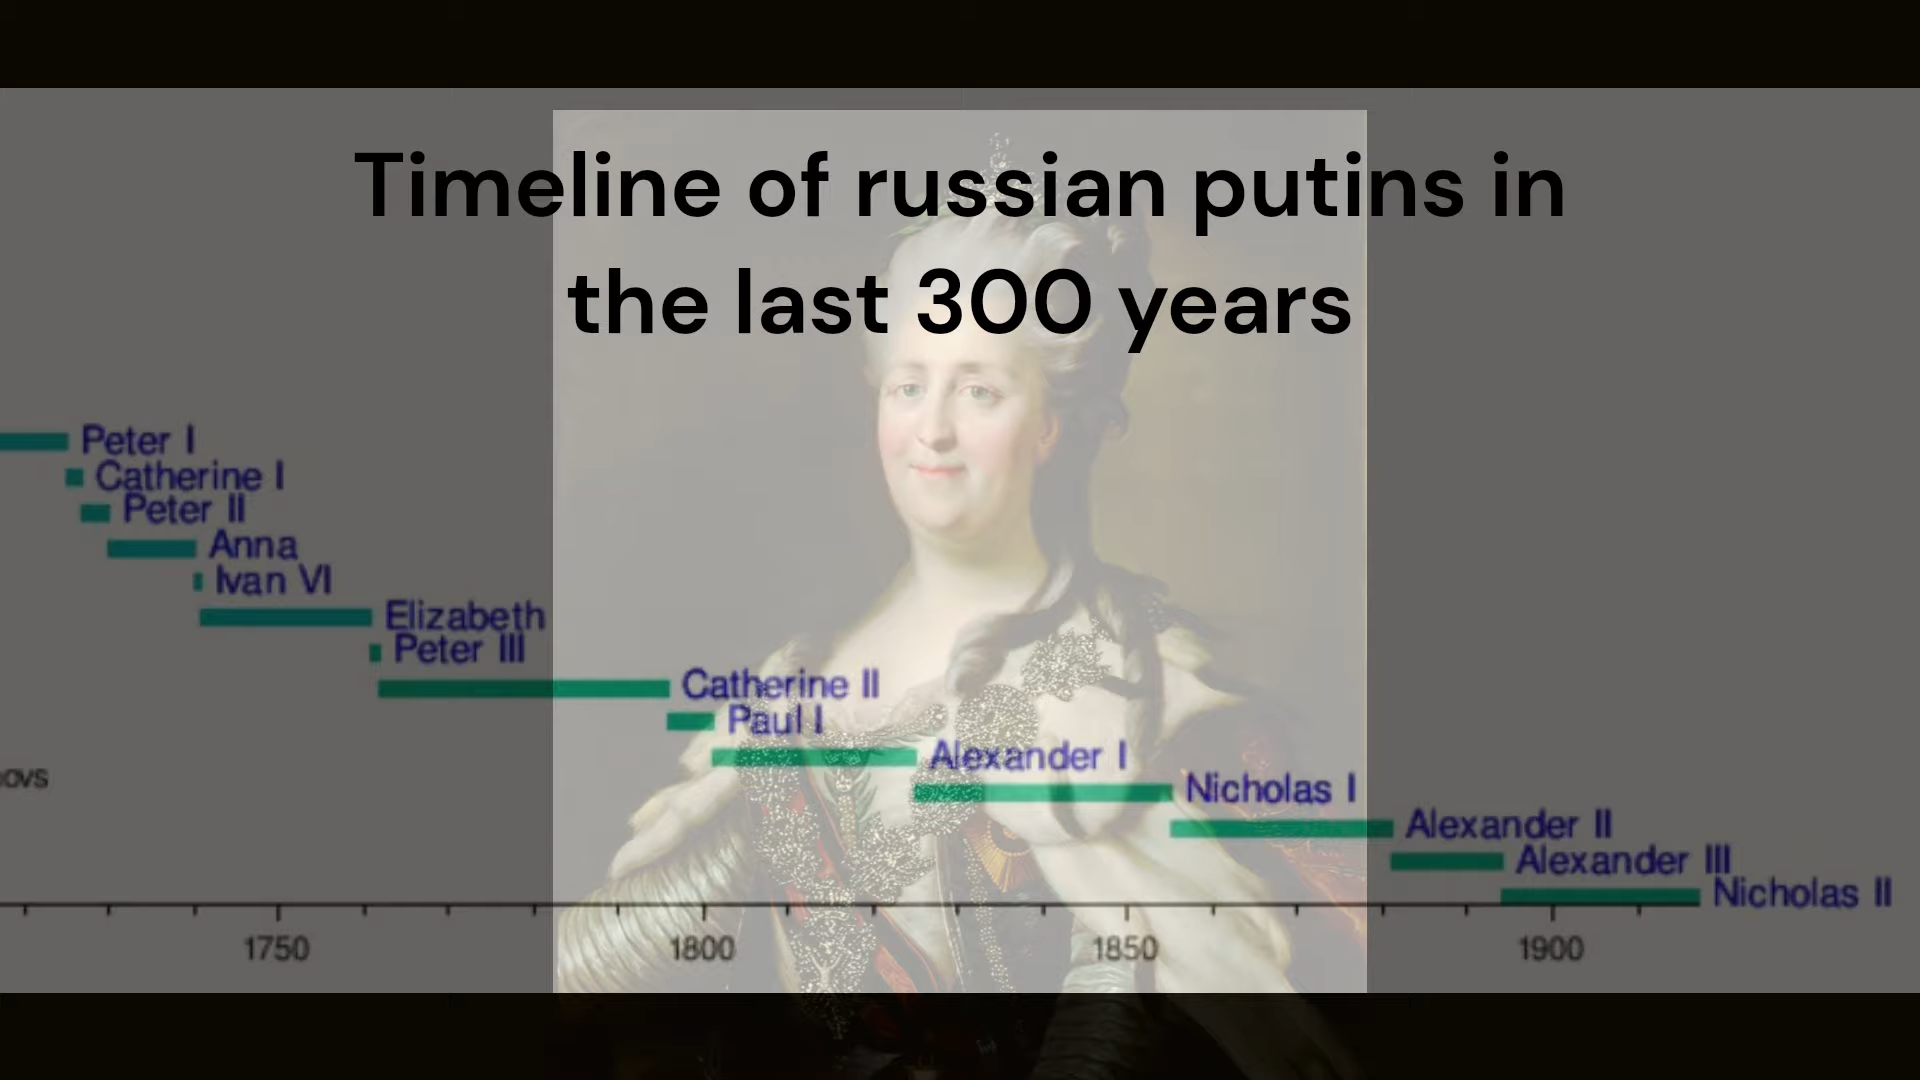 Timeline of russian putins in
the last 300 years
Peter I
Catherine I
Peter II
Anna
Ivan VI
Elizabeth
Peter III
Catherine II
Paul I
Alexander I
ovs
Nicholas I
Alexander II
Alexander III
Nicholas II
1750 1800 1850 1900